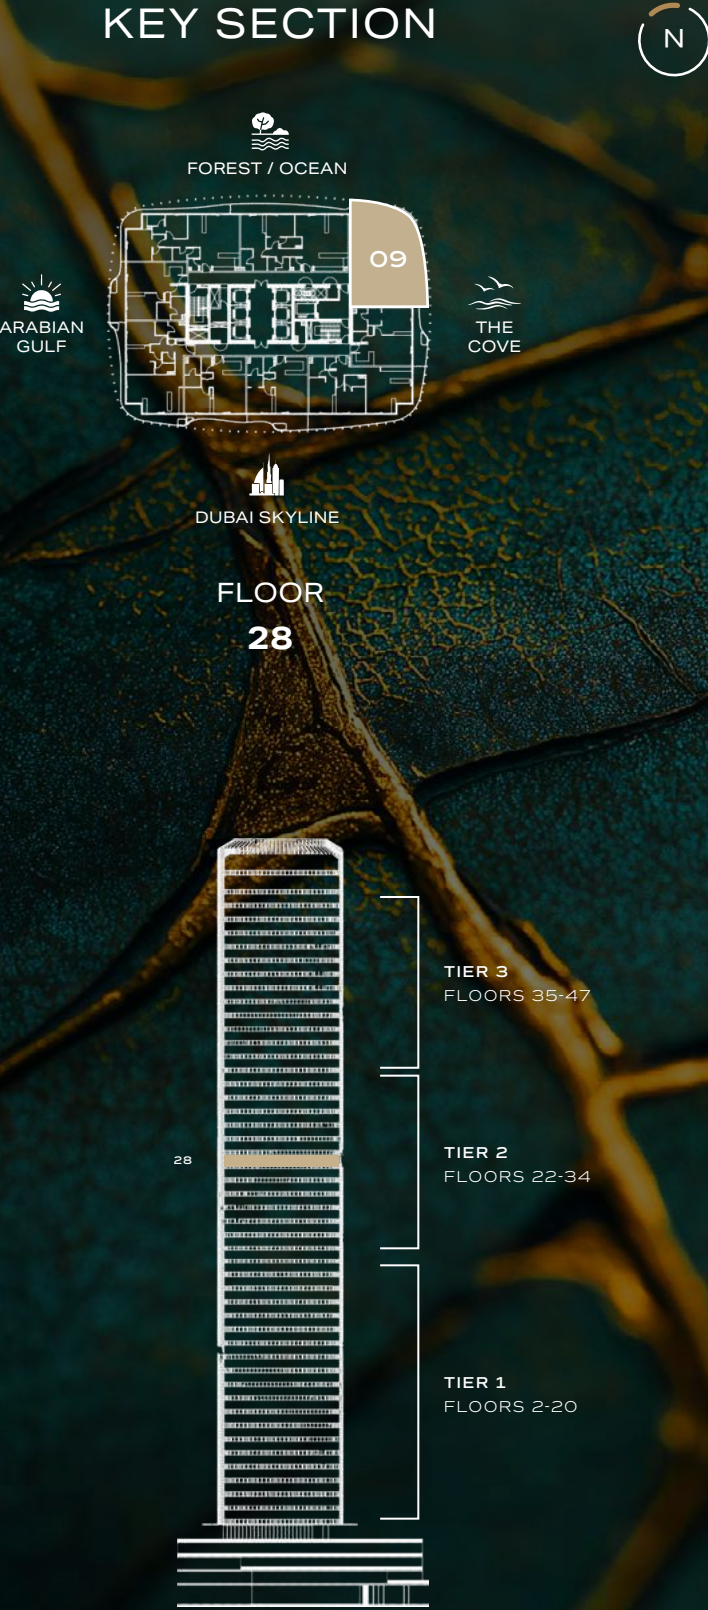 KEY SECTION
N
FOREST / OCEAN
09
ARABIAN
GULF
THE
COVE
DUBAI SKYLINE
FLOOR
28
TIER 3
FLOORS 35-47
28
TIER 2
FLOORS 22-34
TIER 1
FLOORS 2-20